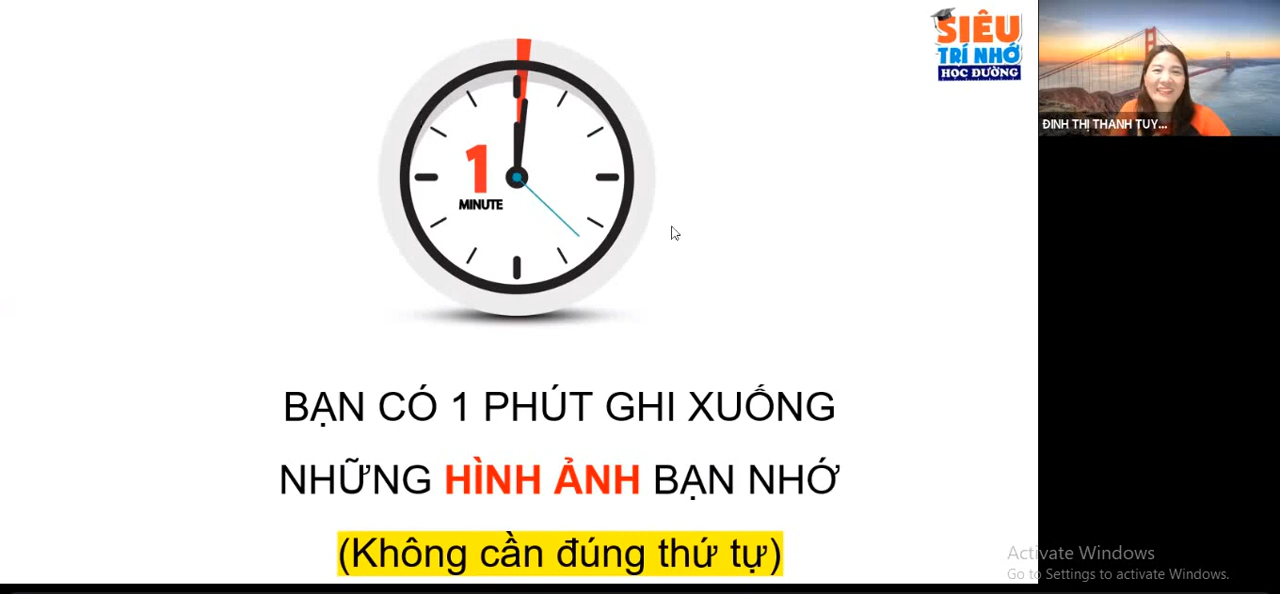 SIÊU
TRÍ NHỚ
HỌC ĐƯỜNG
ĐINH THỊ THANH TUY...
1
MINUTE
BẠN CÓ 1 PHÚT GHI XUỐNG
NHỮNG HÌNH ẢNH BẠN NHỚ
(Không cần đúng thứ tự)
Activate Windows
Go to Settings to activate Windows.